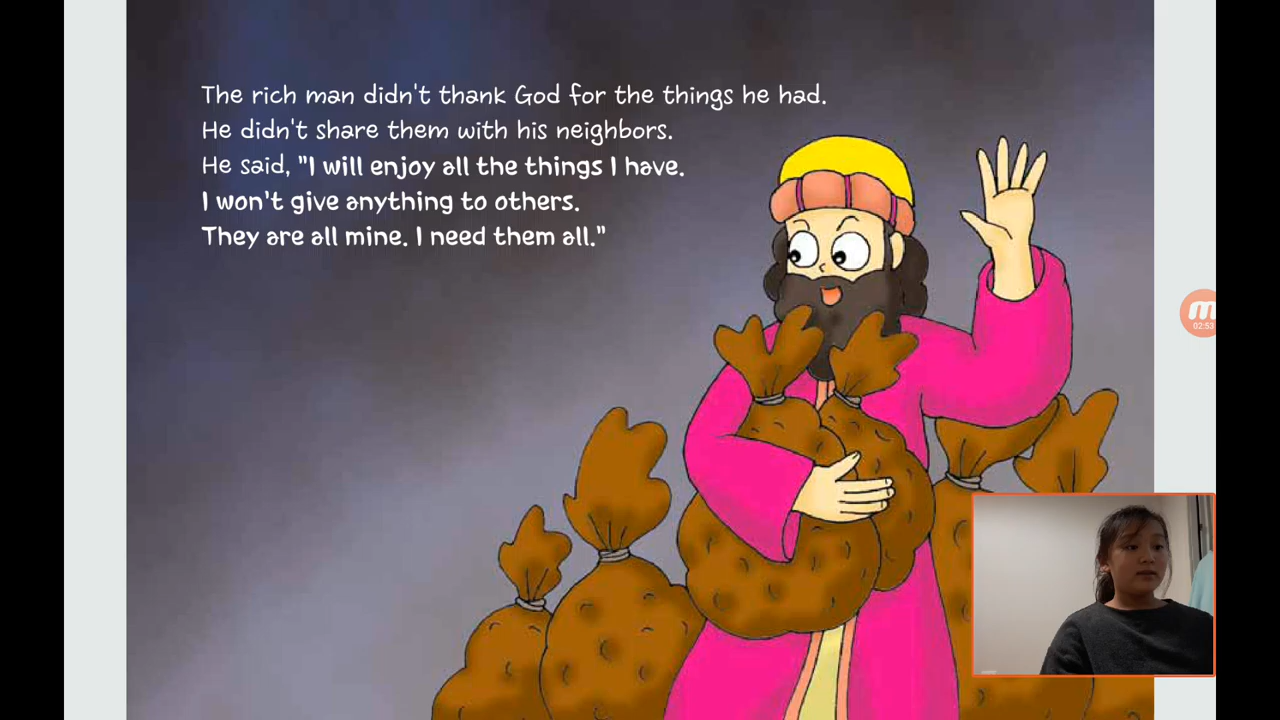 The rich man didn't thank God for the things he had.
He didn't share them with his neighbors.
He said, "I will enjoy all the things I have.
I won't give anything to others.
They are all mine. I need them all."
02:53